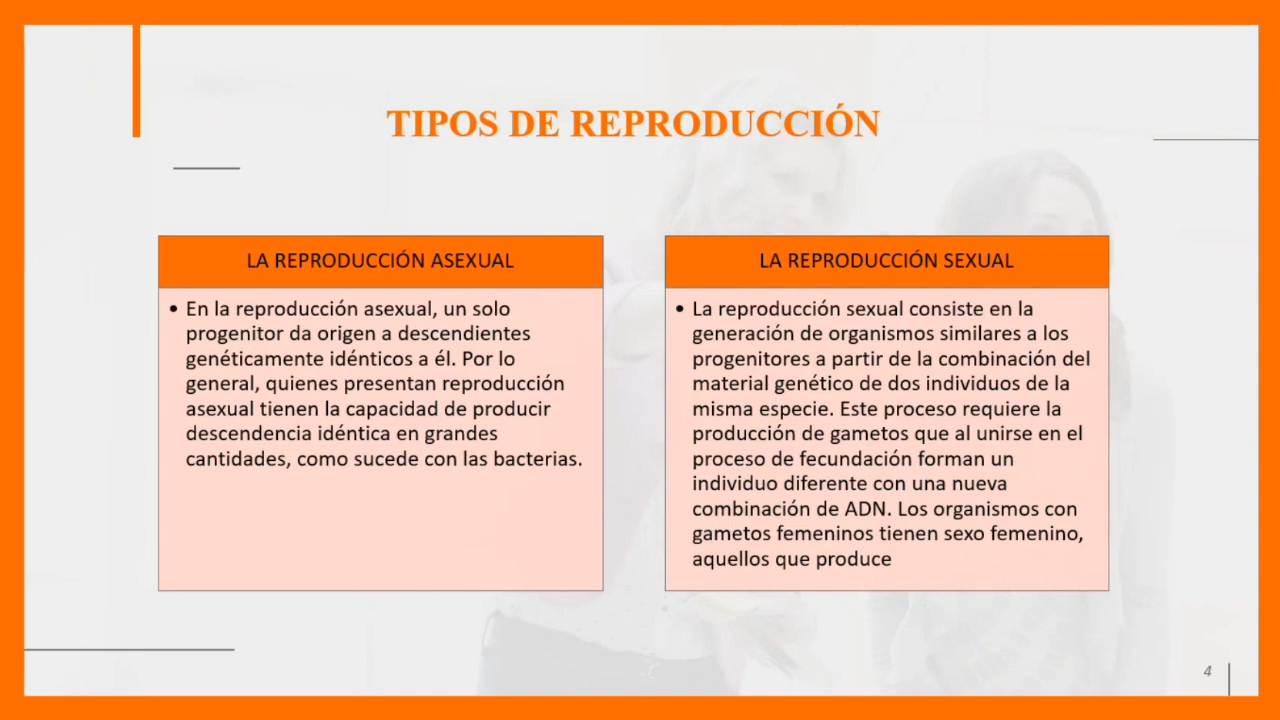 TIPOS DE REPRODUCCIÓN
LA REPRODUCCIÓN ASEXUAL
• En la reproducción asexual, un solo
progenitor da origen a descendientes
genéticamente idénticos a él. Por lo
general, quienes presentan reproducción
asexual tienen la capacidad de producir
descendencia idéntica en grandes
cantidades, como sucede con las bacterias.
LA REPRODUCCIÓN SEXUAL
• La reproducción sexual consiste en la
generación de organismos similares a los
progenitores a partir de la combinación del
material genético de dos individuos de la
misma especie. Este proceso requiere la
producción de gametos que al unirse en el
proceso de fecundación forman un
individuo diferente con una nueva
combinación de ADN. Los organismos con
gametos femeninos tienen sexo femenino,
aquellos que produce
4